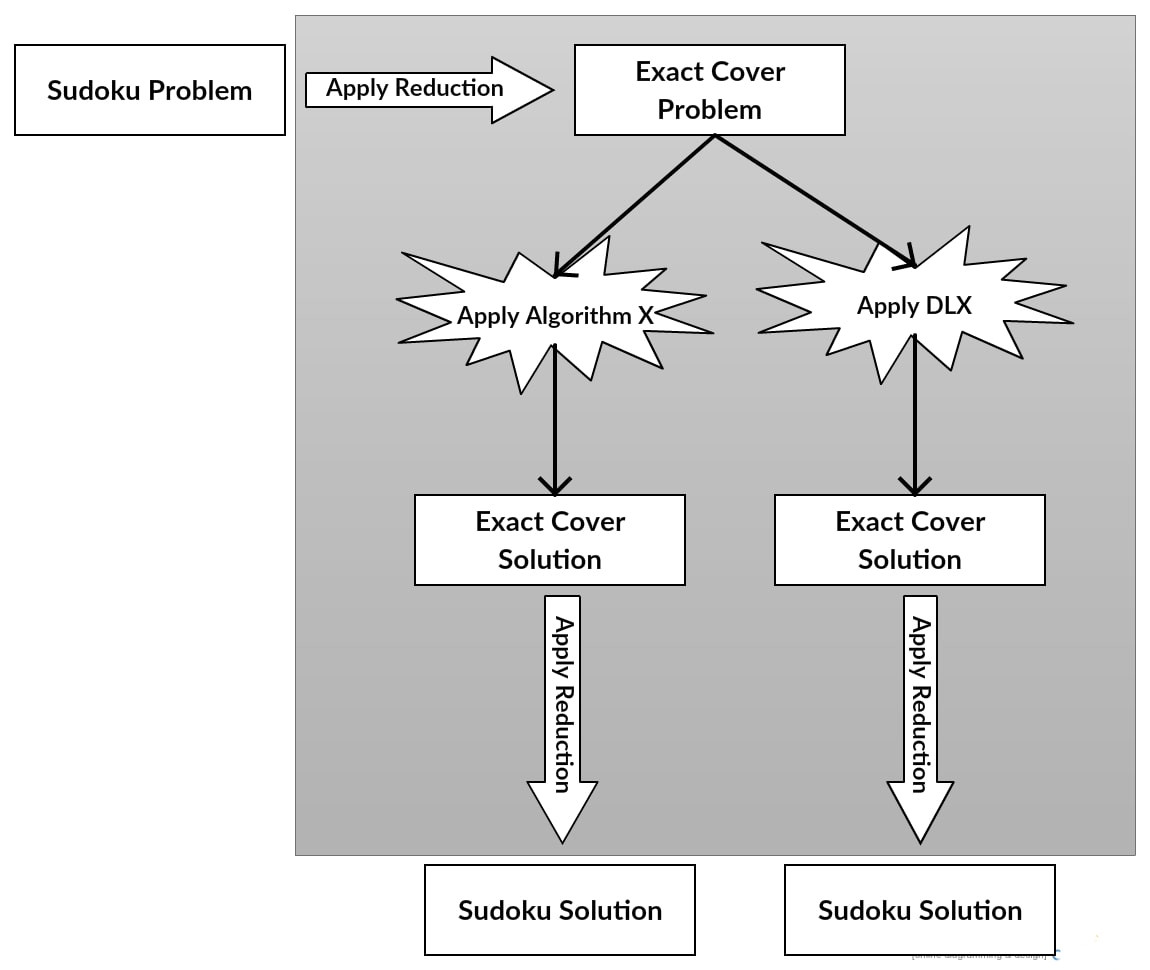 Sudoku Problem
Apply Reduction
Exact Cover
Problem
Apply Algorithm X
Apply DLX
Exact Cover
Solution
Exact Cover
Solution
Apply Reduction
Apply Reduction
Sudoku Solution
Sudoku Solution